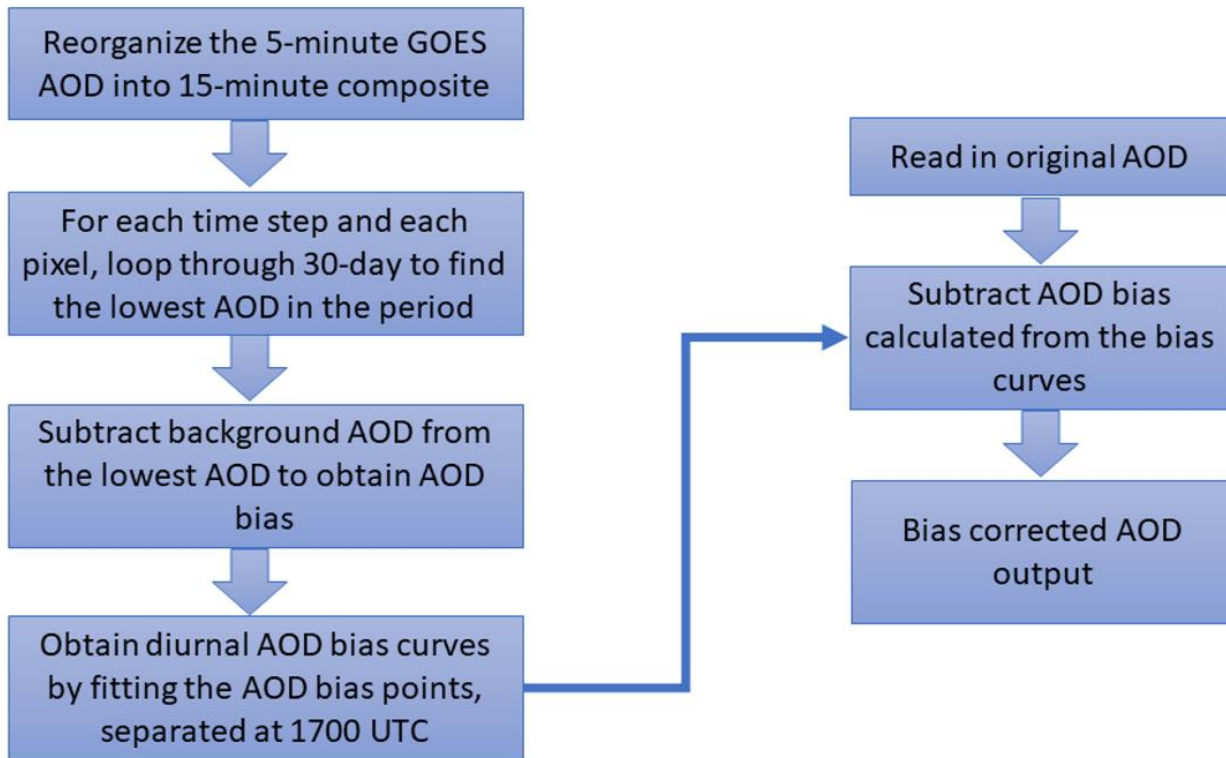 Reorganize the 5-minute GOES
AOD into 15-minute composite
For each time step and each
pixel, loop through 30-day to find
the lowest AOD in the period
Subtract background AOD from
the lowest AOD to obtain AOD
bias
Obtain diurnal AOD bias curves
by fitting the AOD bias points,
separated at 1700 UTC
Read in original AOD
Subtract AOD bias
calculated from the bias
curves
Bias corrected AOD
output